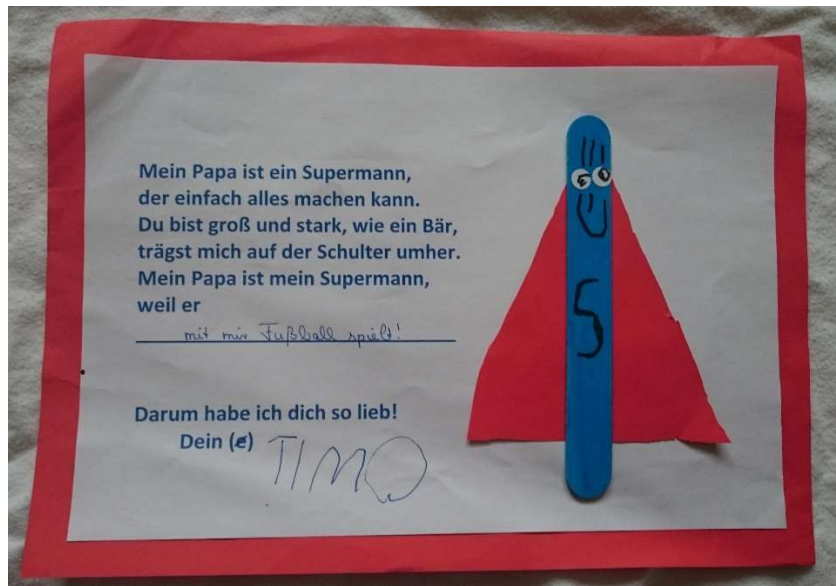 Mein Papa ist ein Supermann,
der einfach alles machen kann.
Du bist groß und stark, wie ein Bär,
trägst mich auf der Schulter umher.
Mein Papa ist mein Supermann,
weil er
mit mir Fußball spielt!
Darum habe ich dich so lieb!
Dein (e)
TIMO
S